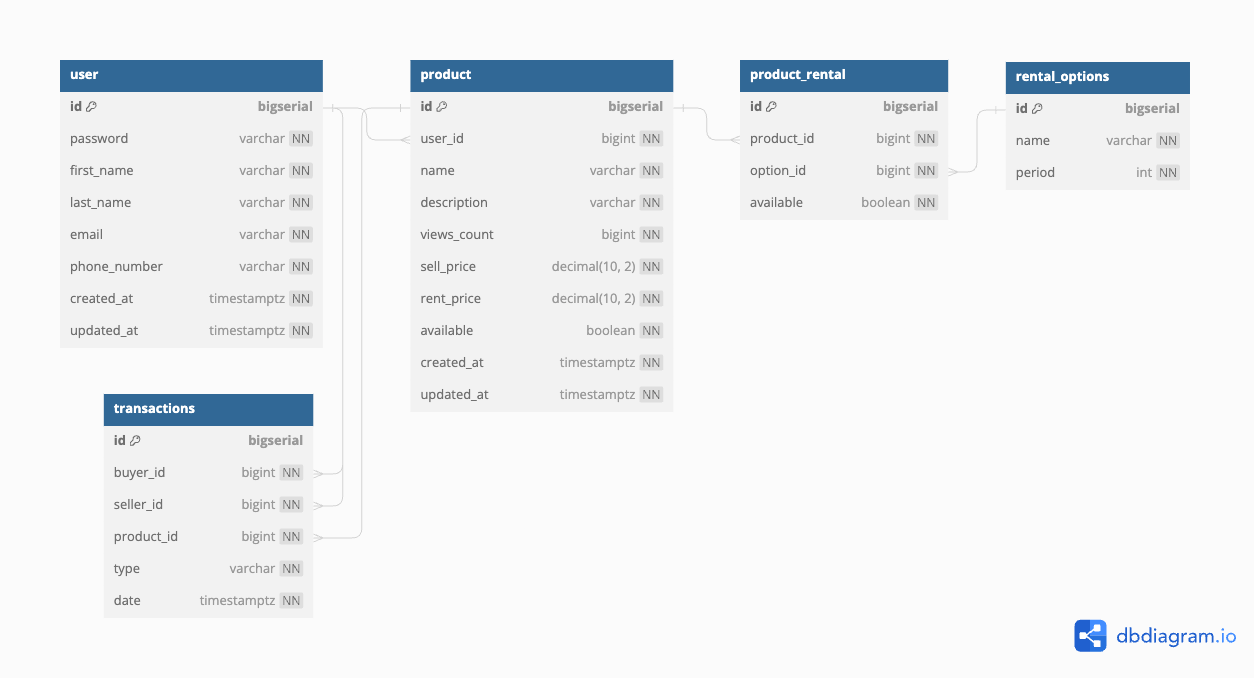 user
id bigserial
password varchar NN
first_name varchar NN
last_name varchar NN
email varchar NN
phone_number varchar NN
created_at timestamptz NN
updated_at timestamptz NN
product
id bigserial
user_id bigint NN
name varchar NN
description varchar NN
views_count bigint NN
sell_price decimal(10, 2) NN
rent_price decimal(10, 2) NN
available boolean NN
created_at timestamptz NN
updated_at timestamptz NN
product_rental
id bigserial
product_id bigint NN
option_id bigint NN
available boolean NN
rental_options
id bigserial
name varchar NN
period int NN
transactions
id bigserial
buyer_id bigint NN
seller_id bigint NN
product_id bigint NN
type varchar NN
date timestamptz NN
dbdiagram.io